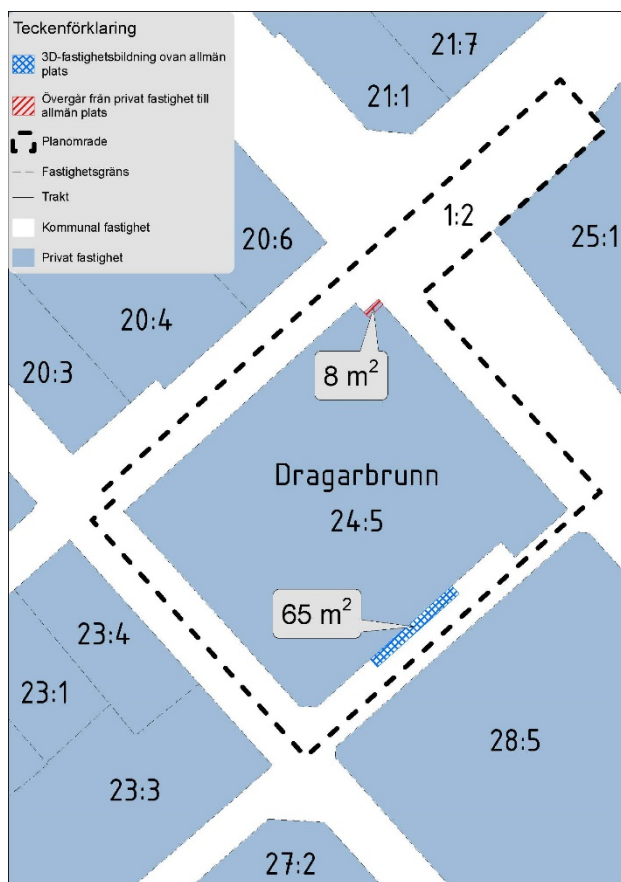 Teckenförklaring
3D-fastighetsbildning ovan allmän
plats
Övergår från privat fastighet till
allmän plats
Planomrade
Fastighetsgräns
Trakt
Kommunal fastighet
Privat fastighet
21:7
21:1
1:2
20:6
25:1
20:4
20:3
8 m²
Dragarbrunn
24:5
65 m²
23:4
23:1
28:5
23:3
27:2